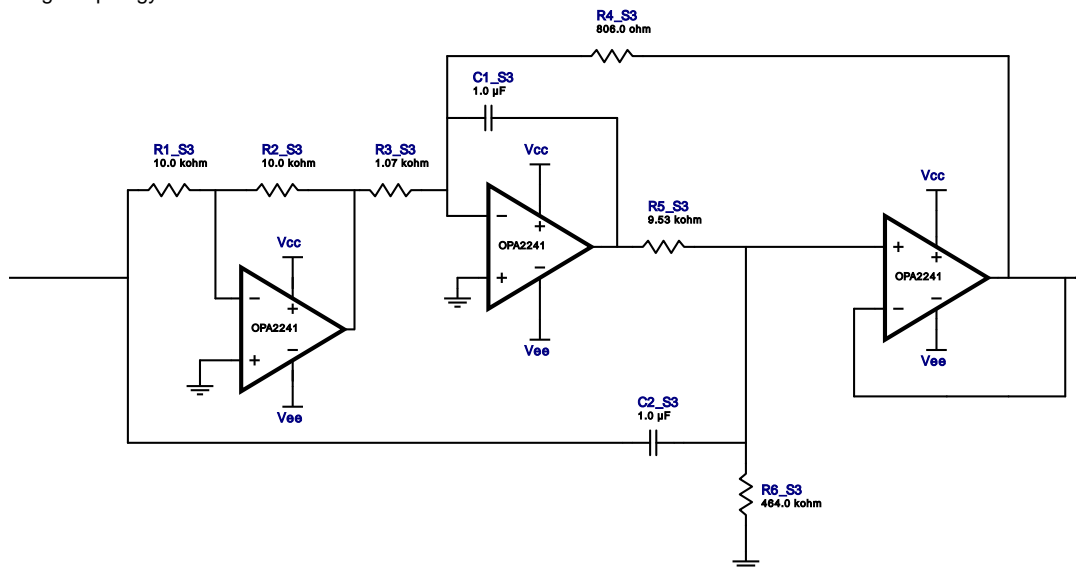 R4_S3
806.0 ohm
C1_S3
1.0 µF
R1_S3
10.0 kohm
R2_S3
10.0 kohm
R3_S3
1.07 kohm
Vcc
−
+
OPA2241
−
+
Vee
R5_S3
9.53 kohm
Vcc
+
+
OPA2241
−
−
Vee
Vcc
−
+
OPA2241
−
+
Vee
C2_S3
1.0 µF
R6_S3
464.0 kohm